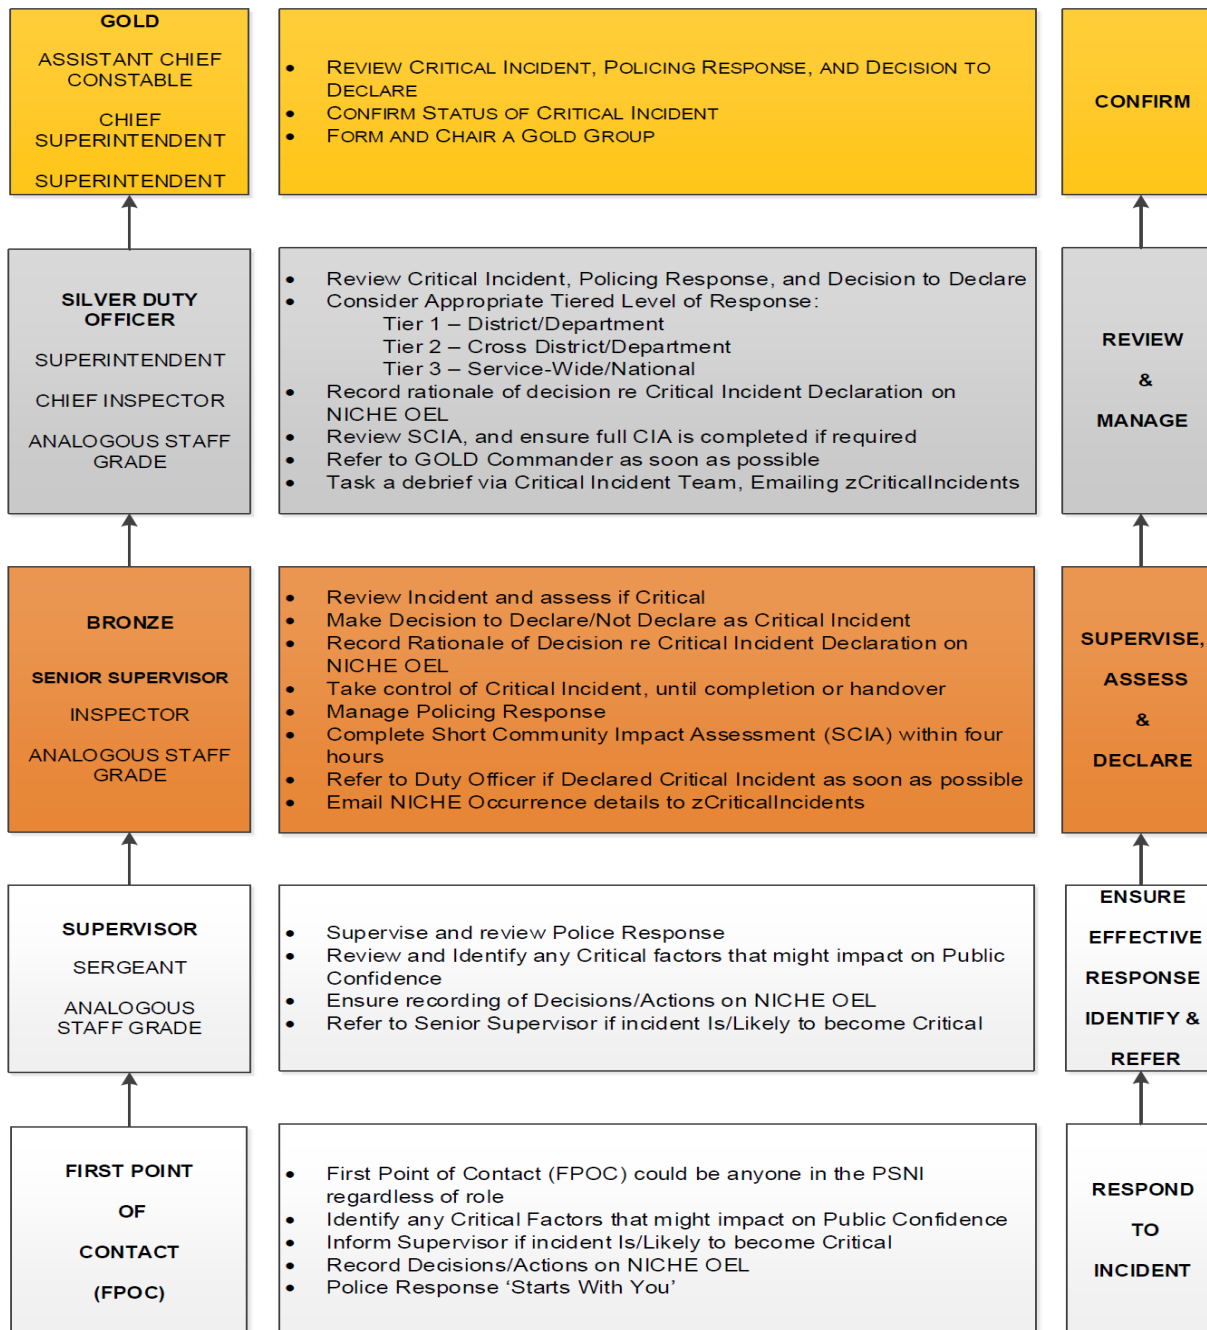 GOLD
ASSISTANT CHIEF
CONSTABLE
CHIEF
SUPERINTENDENT
SUPERINTENDENT
• REVIEW CRITICAL INCIDENT, POLICING RESPONSE, AND DECISION TO
DECLARE
• CONFIRM STATUS OF CRITICAL INCIDENT
• FORM AND CHAIR A GOLD GROUP
CONFIRM
SILVER DUTY
OFFICER
SUPERINTENDENT
CHIEF INSPECTOR
ANALOGOUS STAFF
GRADE
• Review Critical Incident, Policing Response, and Decision to Declare
• Consider Appropriate Tiered Level of Response:
Tier 1 – District/Department
Tier 2 – Cross District/Department
Tier 3 – Service-Wide/National
• Record rationale of decision re Critical Incident Declaration on
NICHE OEL
• Review SCIA, and ensure full CIA is completed if required
• Refer to GOLD Commander as soon as possible
• Task a debrief via Critical Incident Team, Emailing zCriticalIncidents
REVIEW
&
MANAGE
BRONZE
SENIOR SUPERVISOR
INSPECTOR
ANALOGOUS STAFF
GRADE
• Review Incident and assess if Critical
• Make Decision to Declare/Not Declare as Critical Incident
• Record Rationale of Decision re Critical Incident Declaration on
NICHE OEL
• Take control of Critical Incident, until completion or handover
• Manage Policing Response
• Complete Short Community Impact Assessment (SCIA) within four
hours
• Refer to Duty Officer if Declared Critical Incident as soon as possible
• Email NICHE Occurrence details to zCriticalIncidents
SUPERVISE,
ASSESS
&
DECLARE
SUPERVISOR
SERGEANT
ANALOGOUS
STAFF GRADE
• Supervise and review Police Response
• Review and Identify any Critical factors that might impact on Public
Confidence
• Ensure recording of Decisions/Actions on NICHE OEL
• Refer to Senior Supervisor if incident Is/Likely to become Critical
ENSURE
EFFECTIVE
RESPONSE
IDENTIFY &
REFER
FIRST POINT
OF
CONTACT
(FPOC)
• First Point of Contact (FPOC) could be anyone in the PSNI
regardless of role
• Identify any Critical Factors that might impact on Public Confidence
• Inform Supervisor if incident Is/Likely to become Critical
• Record Decisions/Actions on NICHE OEL
• Police Response ‘Starts With You’
RESPOND
TO
INCIDENT